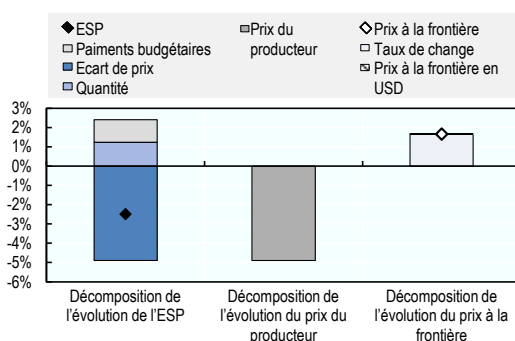 ESP
Paiments budgétaires
Ecart de prix
Quantité
Prix du
producteur
Prix à la frontière
Taux de change
Prix à la frontière en
USD
3%
2%
1%
0%
-1%
-2%
-3%
-4%
-5%
-6%
Décomposition de
l'évolution de l'ESP
Décomposition de
l'évolution du prix du
producteur
Décomposition de
l'évolution du prix à la
frontière